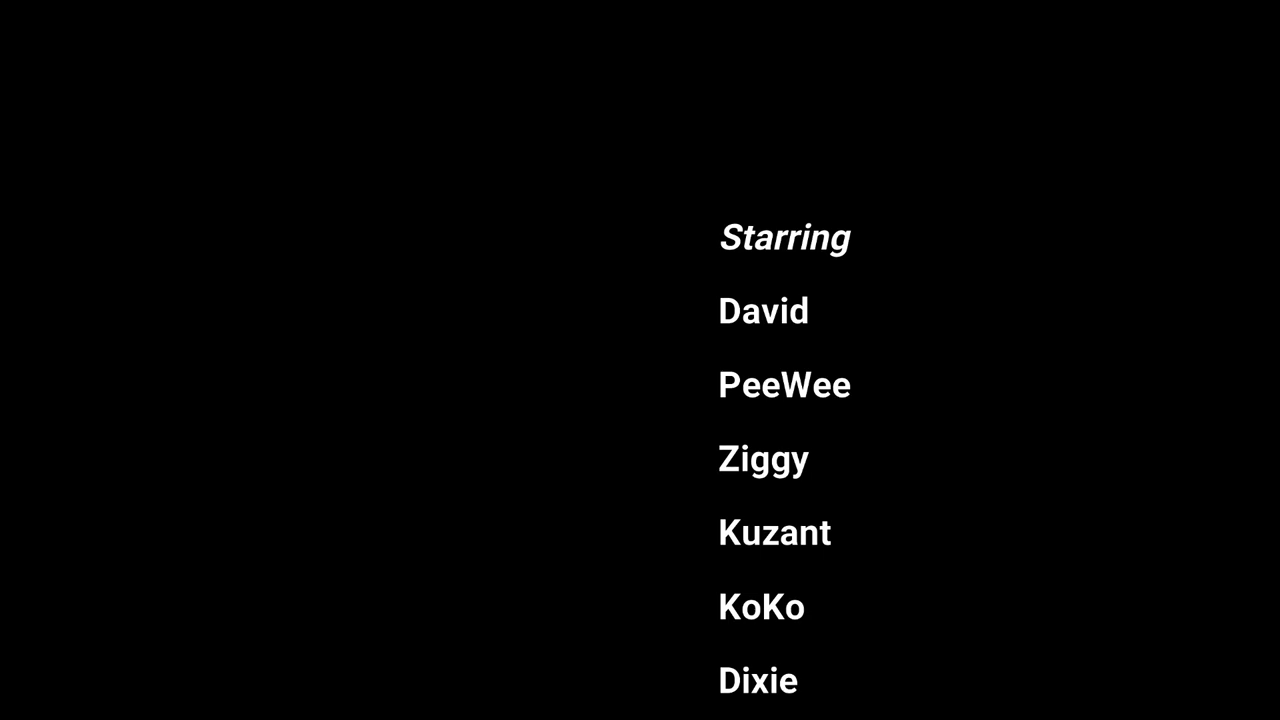 Starring
David
PeeWee
Ziggy
Kuzant
KoKo
Dixie